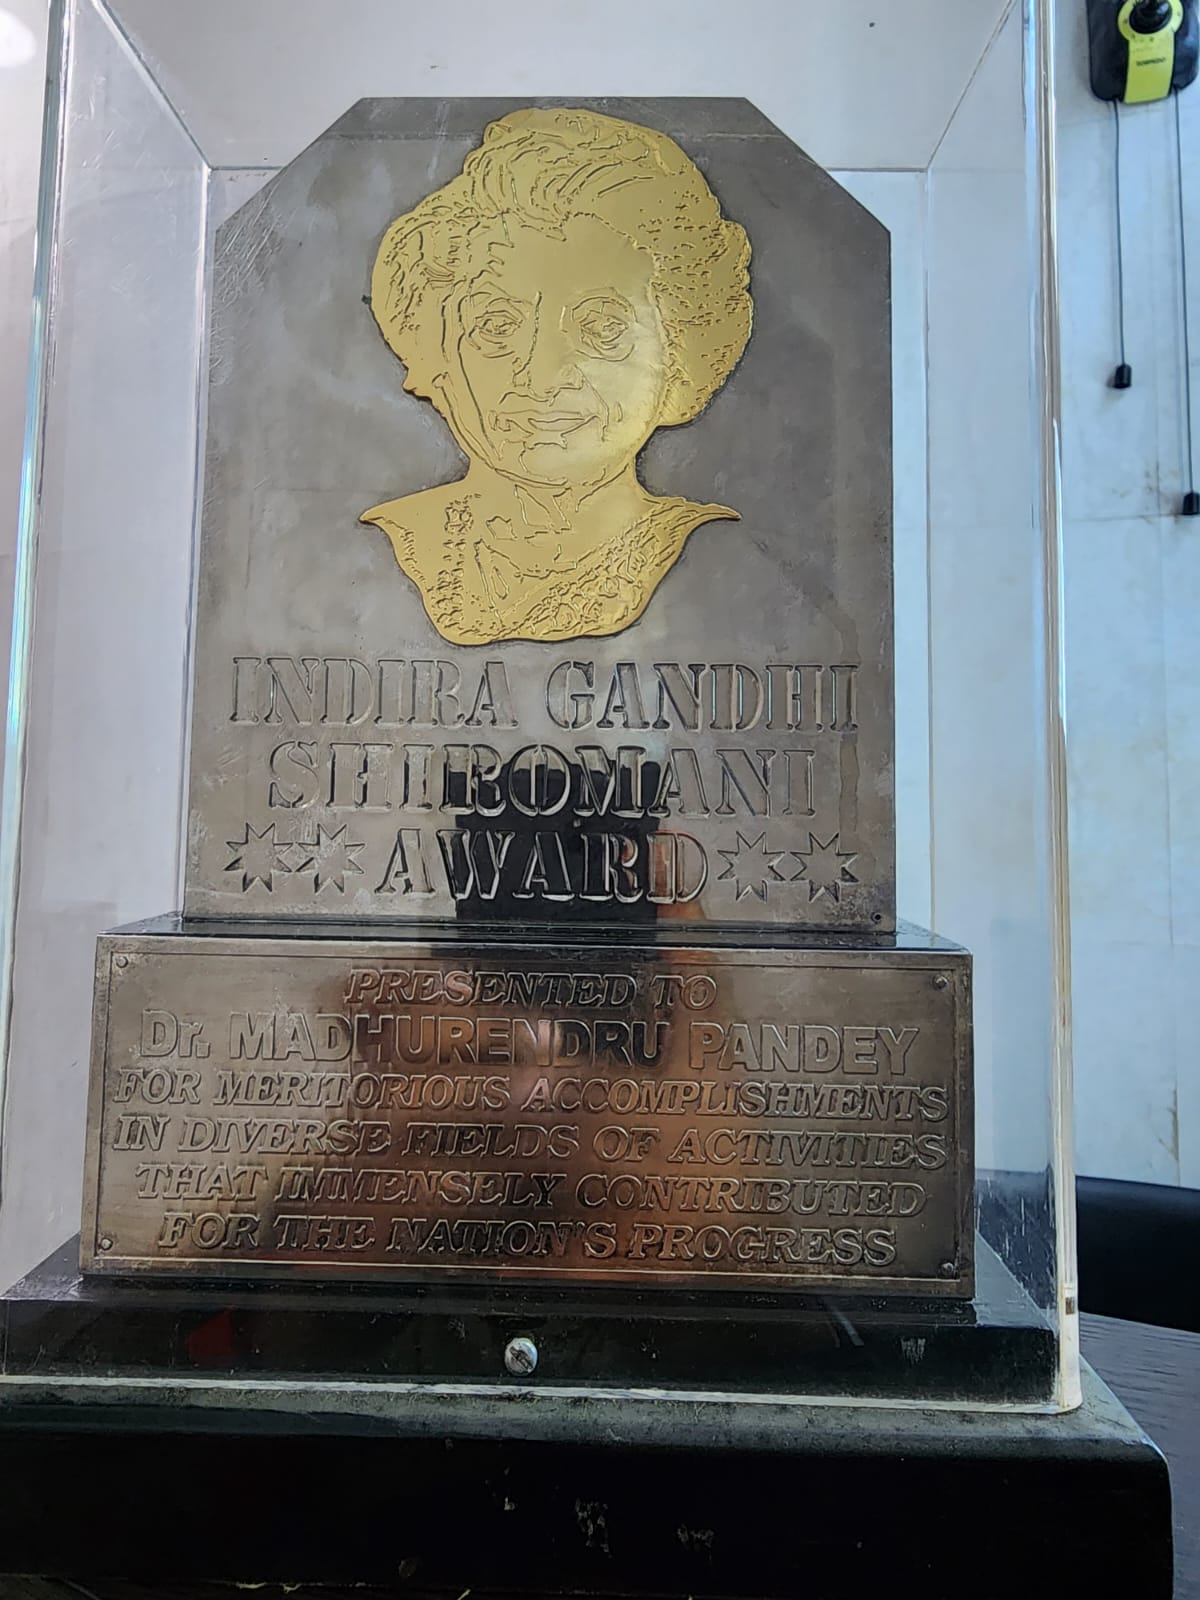 INDIRA GANDHI
SHIROMANI
AWARD
PRESENTED TO
Dr. MADHURENDRU PANDEY
FOR MERITORIOUS ACCOMPLISHMENTS
IN DIVERSE FIELDS OF ACTIVITIES
THAT IMMENSELY CONTRIBUTED
FOR THE NATION'S PROGRESS